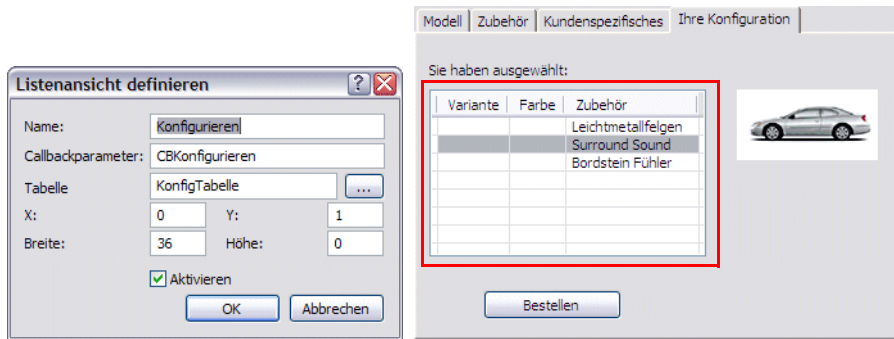 Listenansicht definieren
Name: Konfigurieren
Callbackparameter: CBKonfigurieren
Tabelle KonfigTabelle ...
X: 0 Y: 1
Breite: 36 Höhe: 0
Aktivieren
OK Abbrechen
Modell Zubehör Kundenspezifisches Ihre Konfiguration
Sie haben ausgewählt:
Variante Farbe Zubehör
Leichtmetallfelgen
Surround Sound
Bordstein Fühler
Bestellen